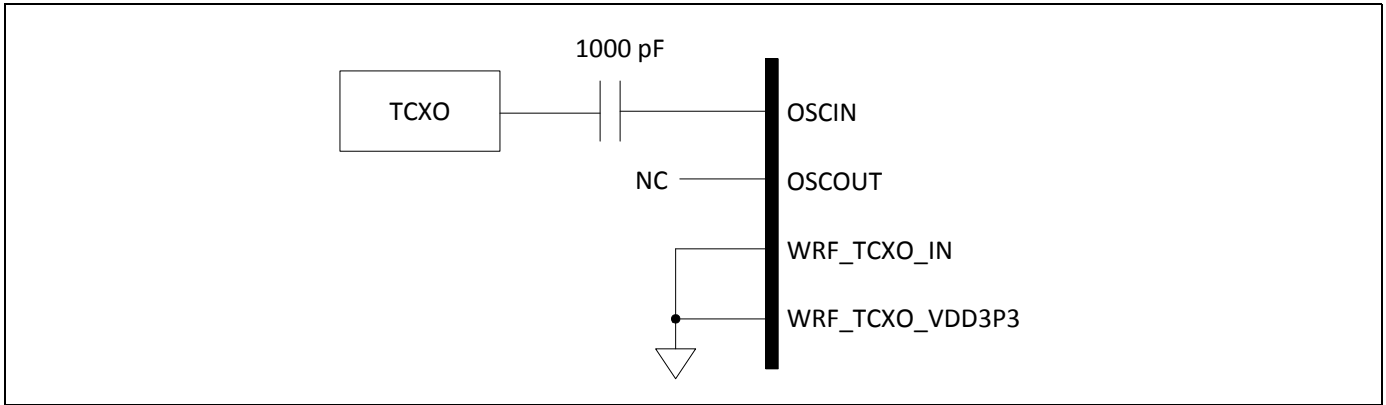 1000 pF
TCXO
OSCIN
NC
OSCOUT
WRF_TCXO_IN
WRF_TCXO_VDD3P3